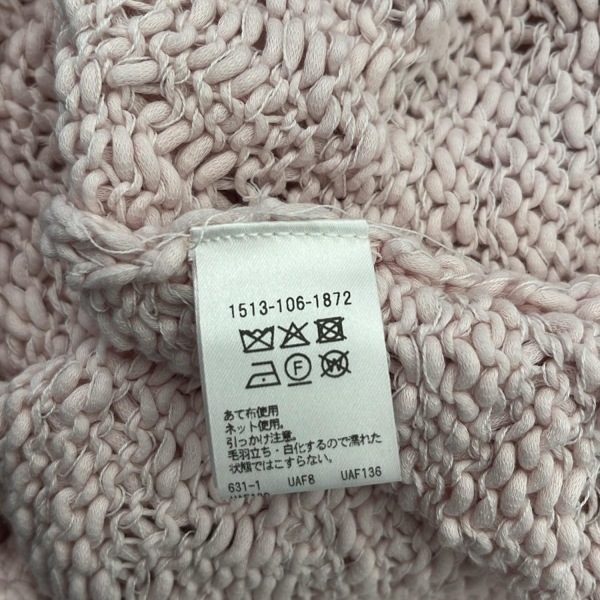 1513-106-1872
F W
あて布使用
ネット使用。
引っかけ注意。
毛羽立ち・白化するので濡れた
状態ではこすらない。
631-1 UAF8 UAF136